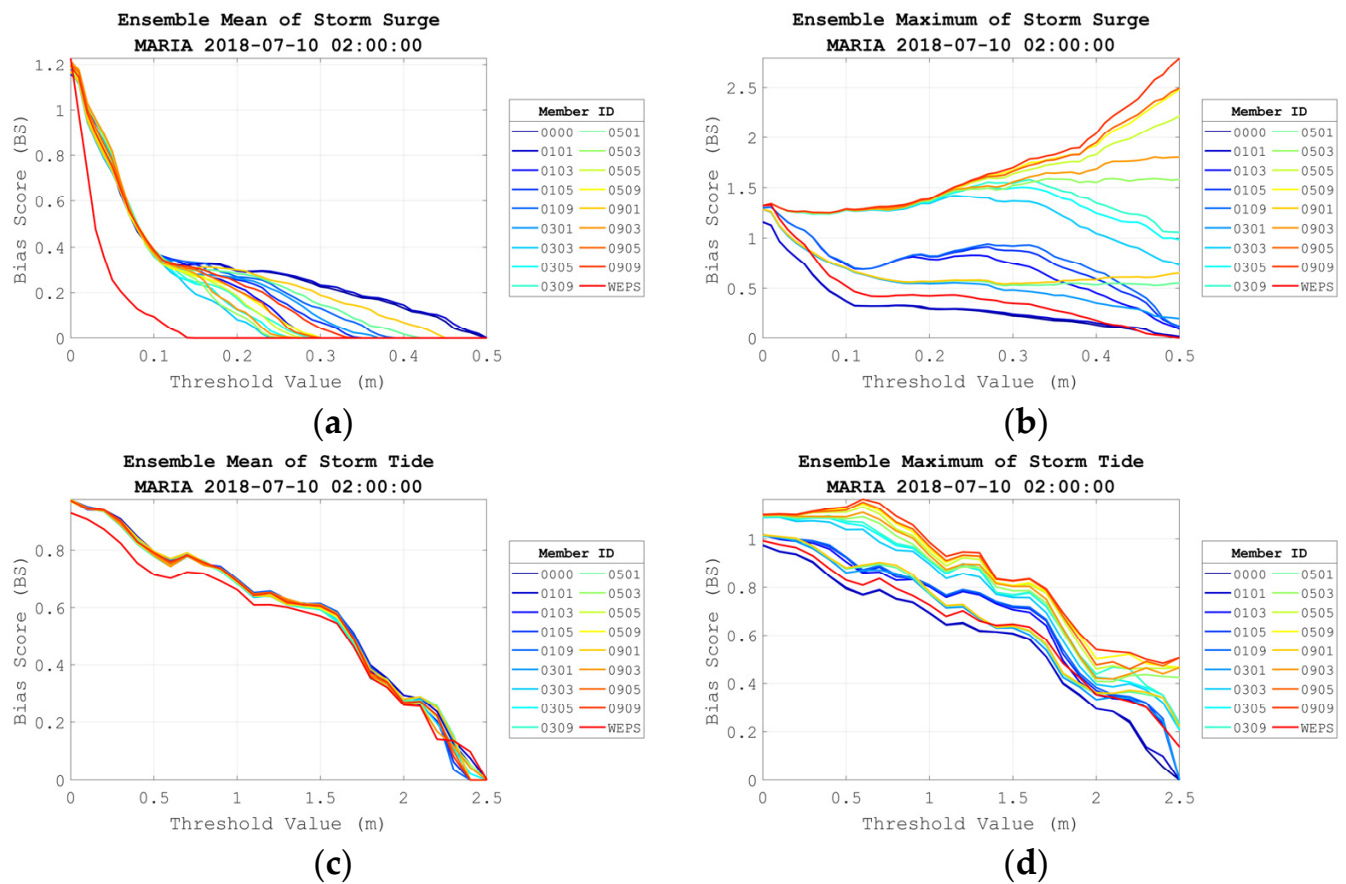 Ensemble Mean of Storm Surge
MARIA 2018-07-10 02:00:00
Bias Score (BS)
1.2
1
0.8
0.6
0.4
0.2
0
0 0.1 0.2 0.3 0.4 0.5
Threshold Value (m)
Member ID
0000 0501
0101 0503
0103 0505
0105 0509
0109 0901
0301 0903
0303 0905
0305 0909
0309 WEPS
(a)
Ensemble Maximum of Storm Surge
MARIA 2018-07-10 02:00:00
Bias Score (BS)
2.5
2
1.5
1
0.5
0
0 0.1 0.2 0.3 0.4 0.5
Threshold Value (m)
Member ID
0000 0501
0101 0503
0103 0505
0105 0509
0109 0901
0301 0903
0303 0905
0305 0909
0309 WEPS
(b)
Ensemble Mean of Storm Tide
MARIA 2018-07-10 02:00:00
Bias Score (BS)
0.8
0.6
0.4
0.2
0
0 0.5 1 1.5 2 2.5
Threshold Value (m)
Member ID
0000 0501
0101 0503
0103 0505
0105 0509
0109 0901
0301 0903
0303 0905
0305 0909
0309 WEPS
(c)
Ensemble Maximum of Storm Tide
MARIA 2018-07-10 02:00:00
Bias Score (BS)
1
0.8
0.6
0.4
0.2
0
0 0.5 1 1.5 2 2.5
Threshold Value (m)
Member ID
0000 0501
0101 0503
0103 0505
0105 0509
0109 0901
0301 0903
0303 0905
0305 0909
0309 WEPS
(d)